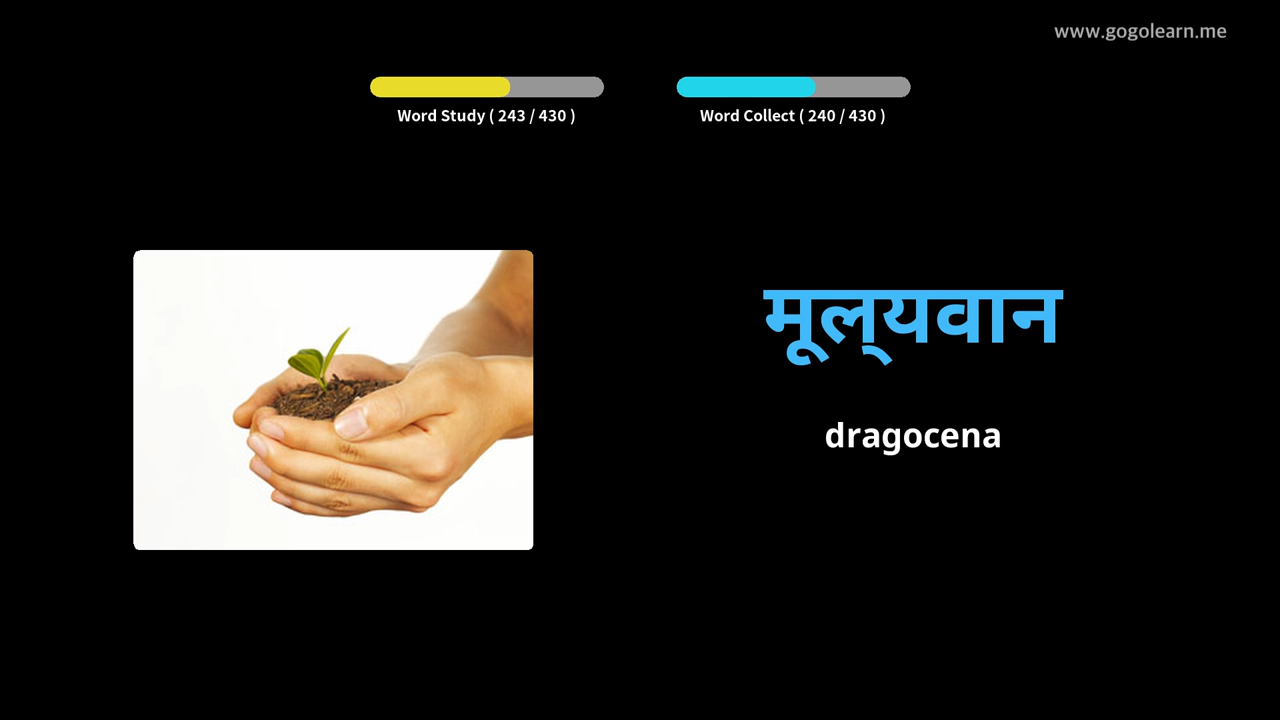 www.gogolearn.me
Word Study ( 243 / 430 )
Word Collect ( 240 / 430 )
मूल्‌यवान
dragocena